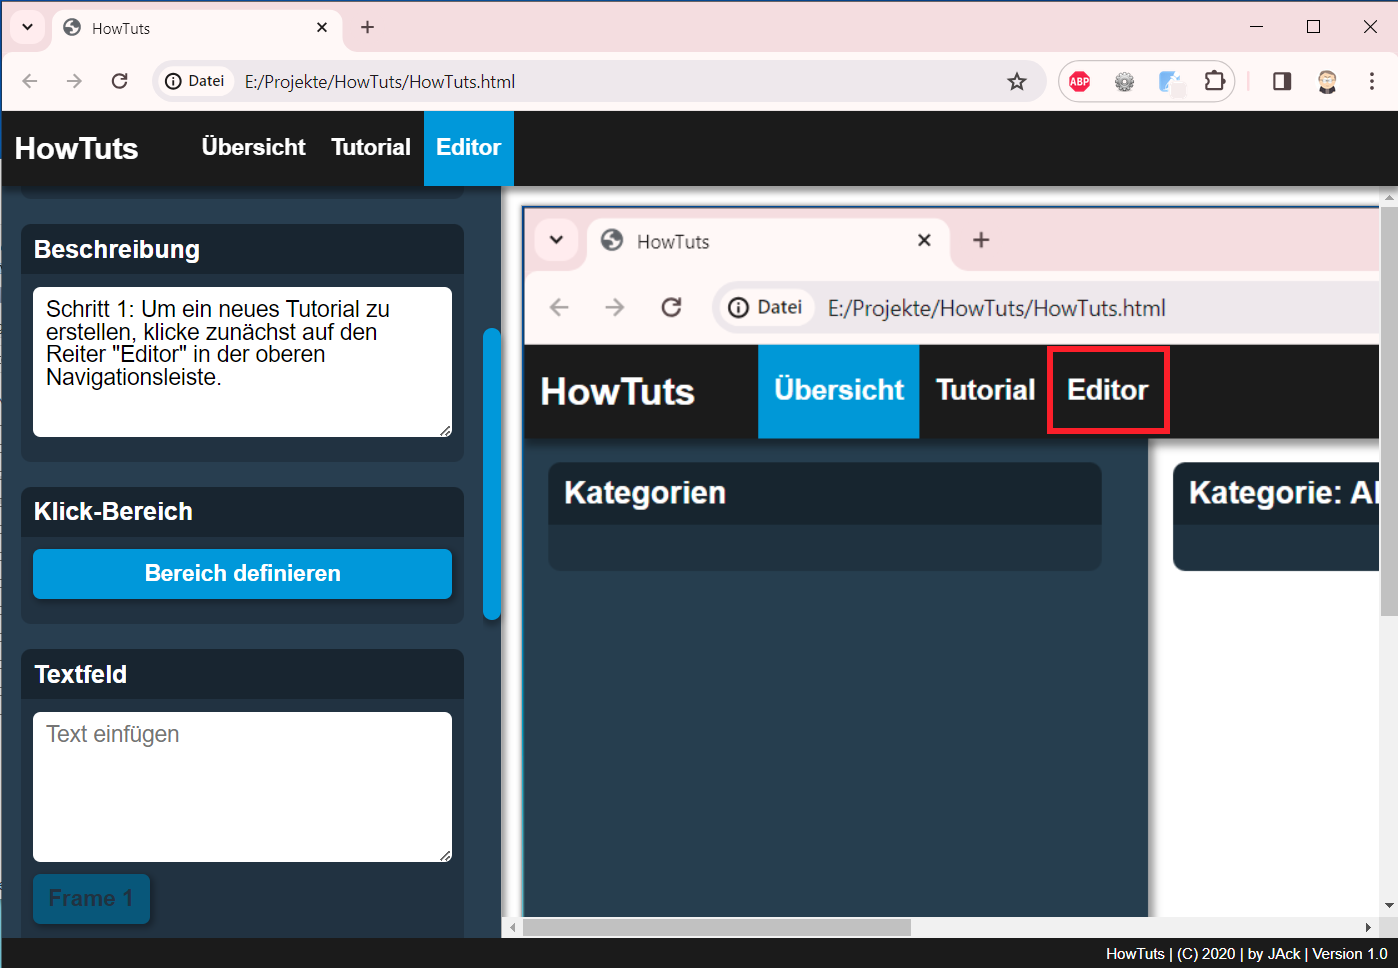 HowTuts
Datei E:/Projekte/HowTuts/HowTuts.html
ABP
HowTuts Übersicht Tutorial Editor
Beschreibung
Schritt 1: Um ein neues Tutorial zu
erstellen, klicke zunächst auf den
Reiter "Editor" in der oberen
Navigationsleiste.
Klick-Bereich
Bereich definieren
Textfeld
Text einfügen
Frame 1
HowTuts
Datei E:/Projekte/HowTuts/HowTuts.html
HowTuts Übersicht Tutorial Editor
Kategorien
Kategorie: Al
HowTuts | (C) 2020 | by JAck | Version 1.0